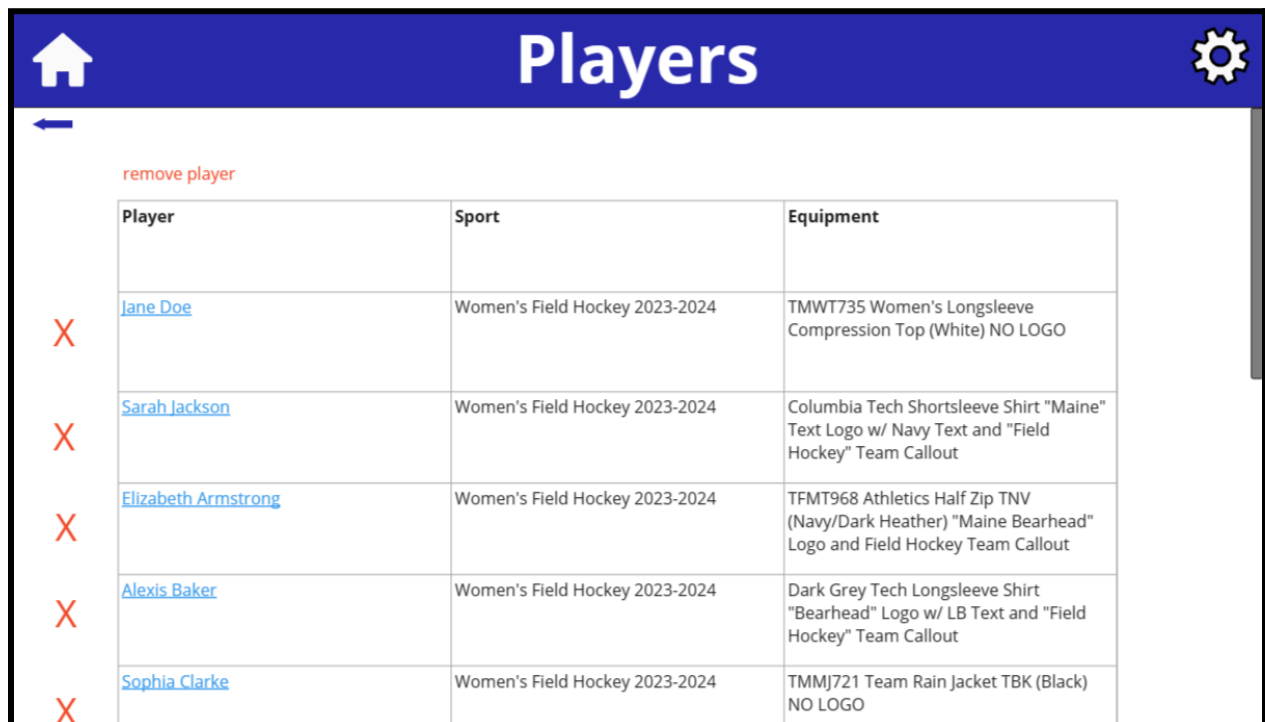 Players
remove player
Player Sport Equipment
X
Jane Doe Women's Field Hockey 2023-2024 TMWT735 Women's Longsleeve
Compression Top (White) NO LOGO
X
Sarah Jackson Women's Field Hockey 2023-2024 Columbia Tech Shortsleeve Shirt "Maine"
Text Logo w/ Navy Text and "Field
Hockey" Team Callout
X
Elizabeth Armstrong Women's Field Hockey 2023-2024 TFMT968 Athletics Half Zip TNV
(Navy/Dark Heather) "Maine Bearhead"
Logo and Field Hockey Team Callout
X
Alexis Baker Women's Field Hockey 2023-2024 Dark Grey Tech Longsleeve Shirt
"Bearhead" Logo w/ LB Text and "Field
Hockey" Team Callout
X
Sophia Clarke Women's Field Hockey 2023-2024 TMMJ721 Team Rain Jacket TBK (Black)
NO LOGO